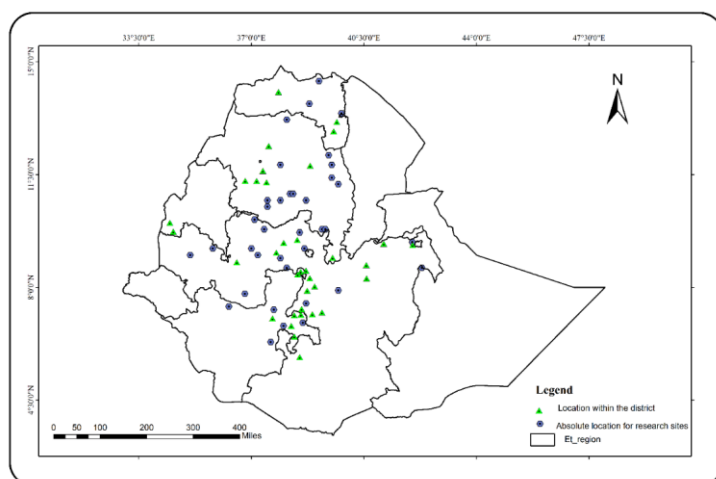 33°30'0"E 37°0'0"E 40°30'0"E 44°0'0"E 47°30'0"E
15°0'0"N
N
11°30'0"N
8°0'0"N
4°30'0"N
Legend
Location within the district
Absolute location for research sites
Et_region
0 25 50 100 200 300 400
Miles